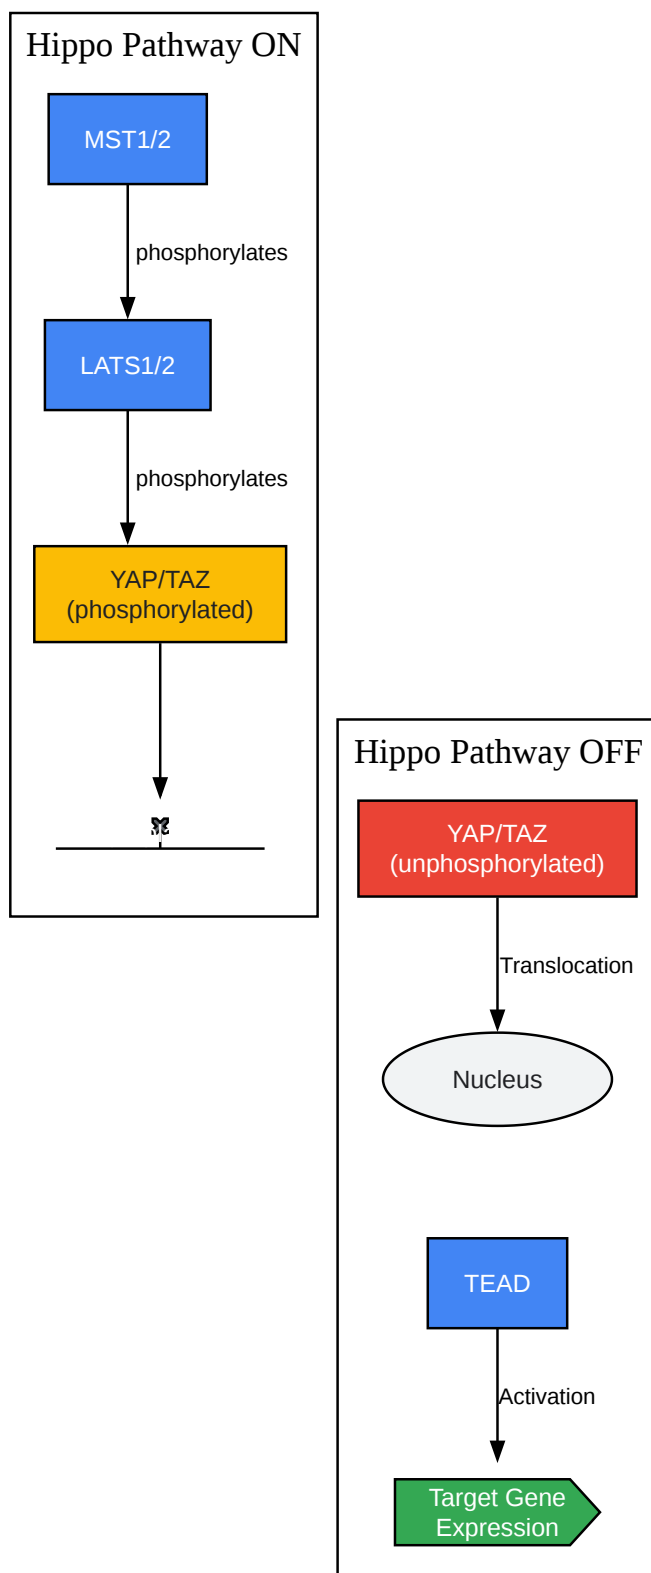 Hippo Pathway ON
MST1/2
phosphorylates
LATS1/2
phosphorylates
YAP/TAZ
(phosphorylated)
Hippo Pathway OFF
YAP/TAZ
(unphosphorylated)
Translocation
Nucleus
TEAD
Activation
Target Gene
Expression